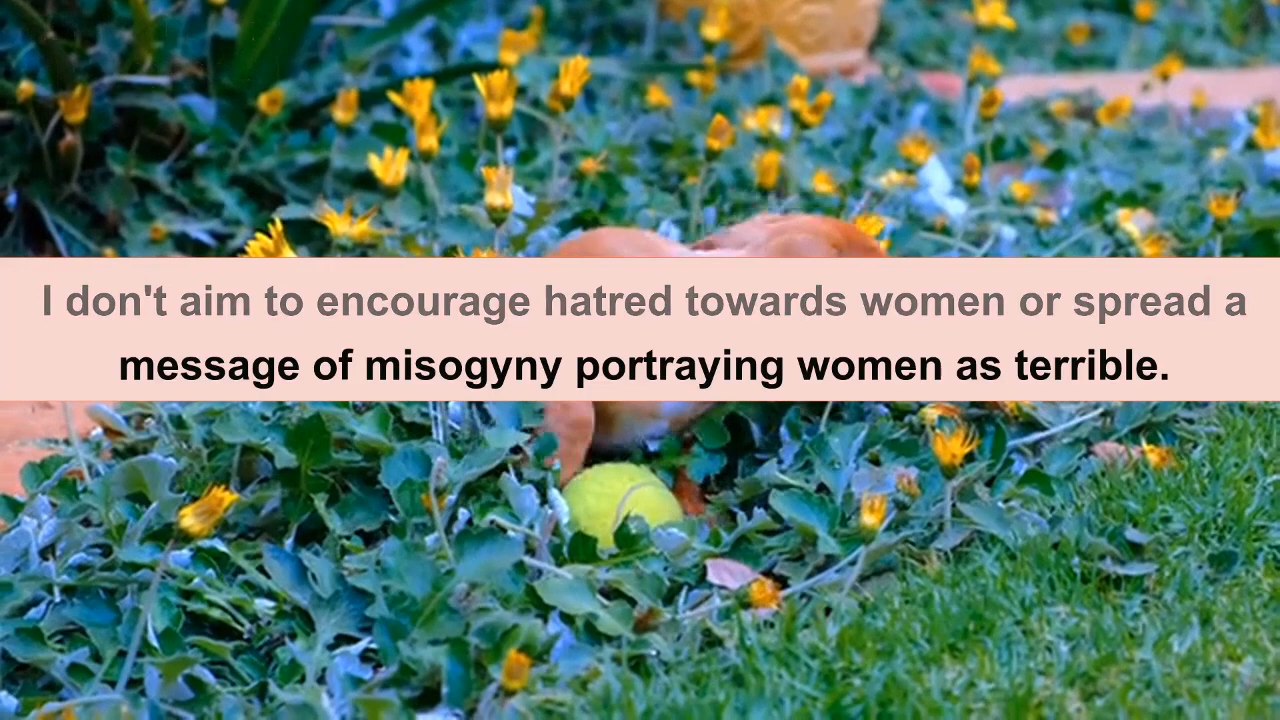 I don't aim to encourage hatred towards women or spread a
message of misogyny portraying women as terrible.